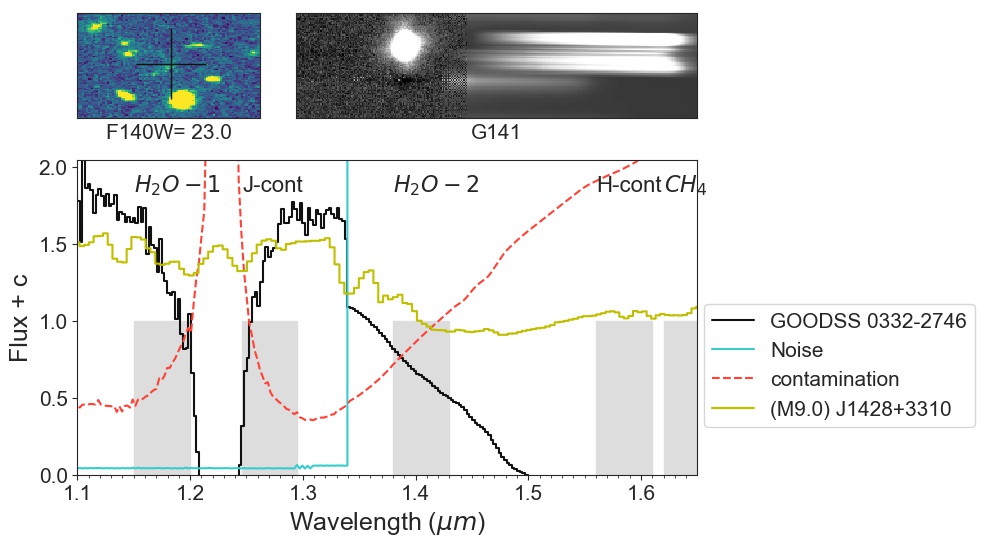 F140W= 23.0
G141
H₂O − 1
J-cont
H₂O − 2
H-cont
CH₄
2.0
1.5
1.0
0.5
0.0
Flux + c
1.1
1.2
1.3
1.4
1.5
1.6
Wavelength (μm)
GOODSS 0332-2746
Noise
contamination
(M9.0) J1428+3310